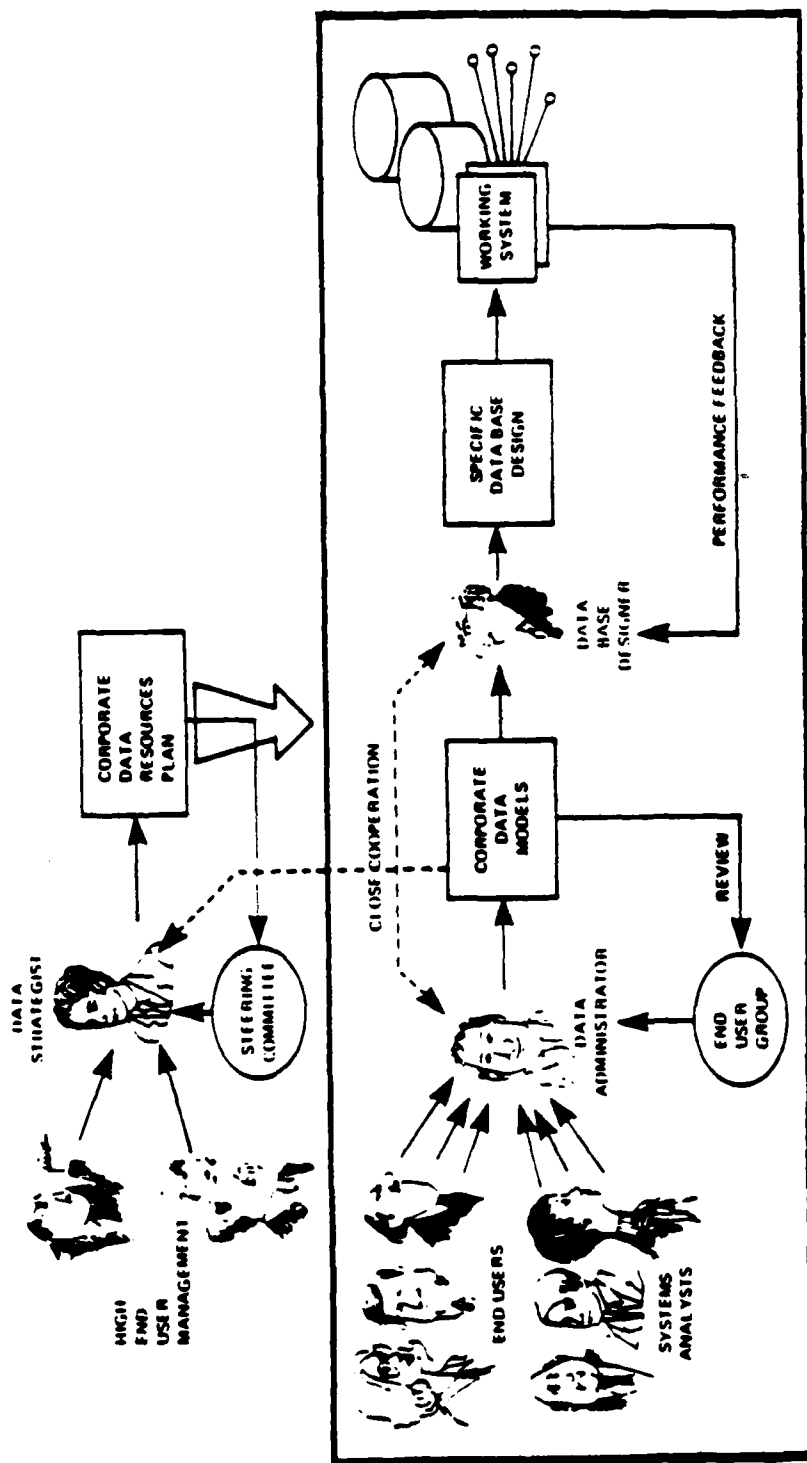 DATA
STRATEGIST
HIGH
END
USER
MANAGEMENT
STEERING
COMMITTEE
CORPORATE
DATA
RESOURCES
PLAN
CLOSE COOPERATION
END USERS
SYSTEMS
ANALYSTS
DATA
ADMINISTRATOR
END
USER
GROUP
REVIEW
CORPORATE
DATA
MODELS
DATA
BASE
DESIGNER
SPECIFIC
DATA BASE
DESIGN
WORKING
SYSTEM
PERFORMANCE FEEDBACK